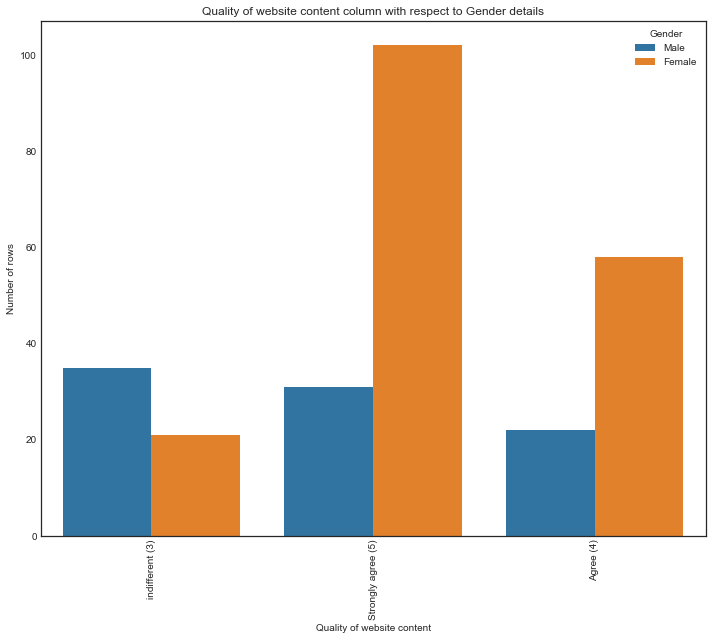 Quality of website content column with respect to Gender details
Gender
Male
Female
Number of rows
100
80
60
40
20
0
indifferent (3)
Strongly agree (5)
Agree (4)
Quality of website content